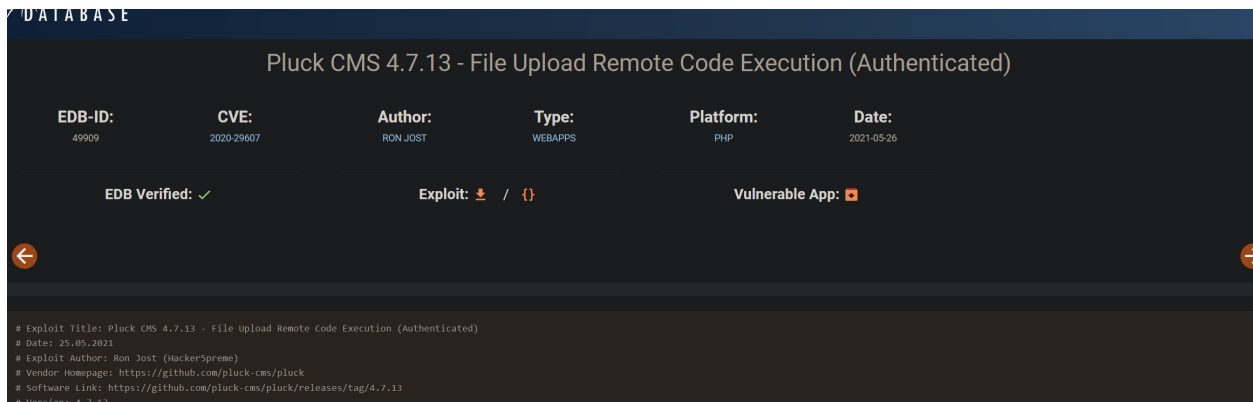 DATABASE
Pluck CMS 4.7.13 - File Upload Remote Code Execution (Authenticated)
EDB-ID: CVE: Author: Type: Platform: Date:
49909 2020-29607 RON JOST WEBAPPS PHP 2021-05-26
EDB Verified: ✓ Exploit: / {} Vulnerable App:
# Exploit Title: Pluck CMS 4.7.13 - File Upload Remote Code Execution (Authenticated)
# Date: 25.05.2021
# Exploit Author: Ron Jost (Hacker5preme)
# Vendor Homepage: https://github.com/pluck-cms/pluck
# Software Link: https://github.com/pluck-cms/pluck/releases/tag/4.7.13
# Version: 4.7.13